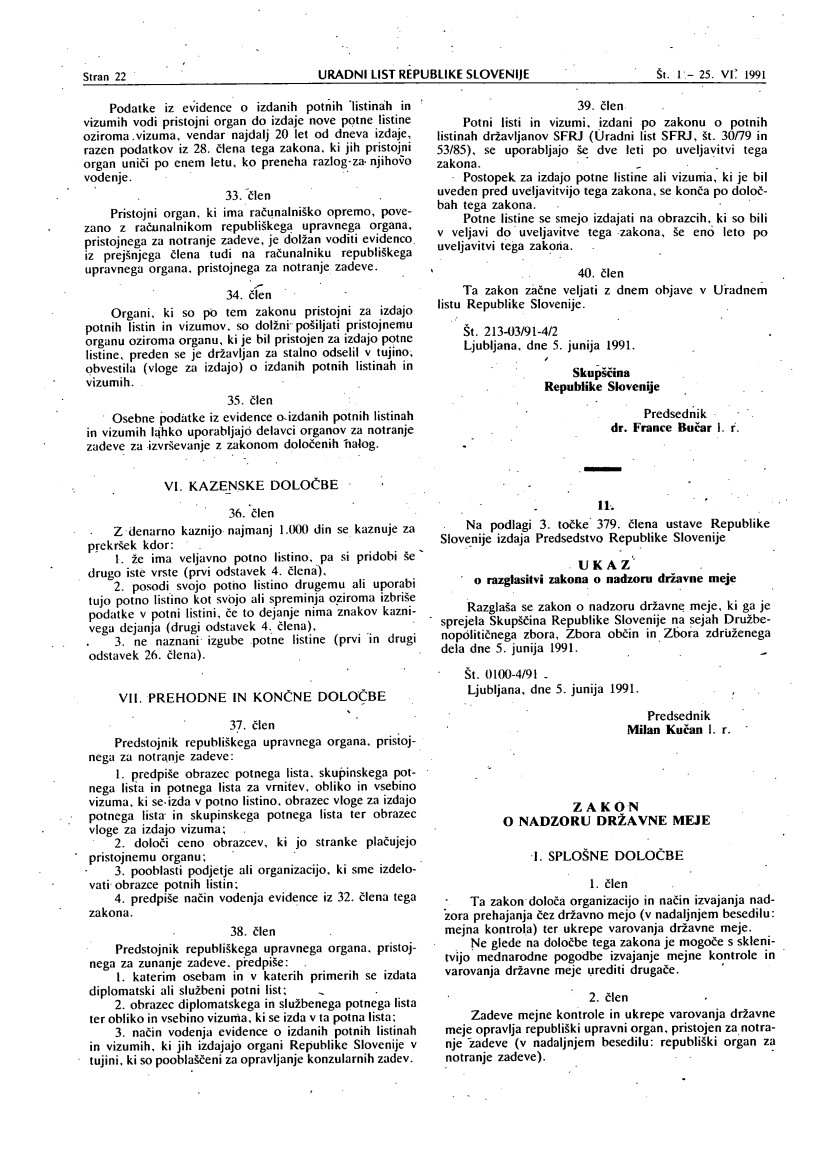 Stran 22
URADNI LIST REPUBLIKE SLOVENIJE
Št. 1 – 25. VI. 1991
Podatke iz evidence o izdanih potnih listinah in
vizumih vodi pristojni organ do izdaje nove potne listine
oziroma vizuma, vendar najdalj 20 let od dneva izdaje,
razen podatkov iz 28. člena tega zakona, ki jih pristojni
organ uniči po enem letu, ko preneha razlog za njihovo
vodenje.
33. člen
Pristojni organ, ki ima računalniško opremo, pove-
zano z računalnikom republiškega upravnega organa,
pristojnega za notranje zadeve, je dolžan voditi evidenco
iz prejšnjega člena tudi na računalniku republiškega
upravnega organa, pristojnega za notranje zadeve.
34. člen
Organi, ki so po tem zakonu pristojni za izdajo
potnih listin in vizumov, so dolžni pošiljati pristojnemu
organu oziroma organu, ki je bil pristojen za izdajo potne
listine, preden se je državljan za stalno odselil v tujino,
obvestila (vloge za izdajo) o izdanih potnih listinah in
vizumih.
35. člen
Osebne podatke iz evidence o izdanih potnih listinah
in vizumih lahko uporabljajo delavci organov za notranje
zadeve za izvrševanje z zakonom določenih nalog.
VI. KAZENSKE DOLOČBE
36. člen
Z denarno kaznijo najmanj 1.000 din se kaznuje za
prekršek kdor:
1. že ima veljavno potno listino, pa si pridobi še
drugo iste vrste (prvi odstavek 4. člena),
2. posodi svojo potno listino drugemu ali uporabi
tujo potno listino kot svojo ali spreminja oziroma izbriše
podatke v potni listini, če to dejanje nima znakov kazni-
vega dejanja (drugi odstavek 4. člena),
3. ne naznani izgube potne listine (prvi in drugi
odstavek 26. člena).
VII. PREHODNE IN KONČNE DOLOČBE
37. člen
Predstojnik republiškega upravnega organa, pristoj-
nega za notranje zadeve:
1. predpiše obrazec potnega lista, skupinskega pot-
nega lista in potnega lista za vrnitev, obliko in vsebino
vizuma, ki se izda v potno listino, obrazec vloge za izdajo
potnega lista in skupinskega potnega lista ter obrazec
vloge za izdajo vizuma;
2. določi ceno obrazcev, ki jo stranke plačujejo
pristojnemu organu;
3. pooblasti podjetje ali organizacijo, ki sme izdelo-
vati obrazce potnih listin;
4. predpiše način vodenja evidence iz 32. člena tega
zakona.
38. člen
Predstojnik republiškega upravnega organa, pristoj-
nega za zunanje zadeve, predpiše:
1. katerim osebam in v katerih primerih se izdata
diplomatski ali službeni potni list;
2. obrazec diplomatskega in službenega potnega lista
ter obliko in vsebino vizuma, ki se izda v ta potna lista;
3. način vodenja evidence o izdanih potnih listinah
in vizumih, ki jih izdajajo organi Republike Slovenije v
tujini, ki so pooblaščeni za opravljanje konzularnih zadev.
39. člen
Potni listi in vizumi, izdani po zakonu o potnih
listinah državljanov SFRJ (Uradni list SFRJ, št. 30/79 in
53/85), se uporabljajo še dve leti po uveljavitvi tega
zakona.
Postopek za izdajo potne listine ali vizuma, ki je bil
uveden pred uveljavitvijo tega zakona, se konča po določ-
bah tega zakona.
Potne listine se smejo izdajati na obrazcih, ki so bili
v veljavi do uveljavitve tega zakona, še eno leto po
uveljavitvi tega zakona.
40. člen
Ta zakon začne veljati z dnem objave v Uradnem
listu Republike Slovenije.
Št. 213-03/91-4/2
Ljubljana, dne 5. junija 1991.
Skupščina
Republike Slovenije
Predsednik
dr. France Bučar l. r.
11.
Na podlagi 3. točke 379. člena ustave Republike
Slovenije izdaja Predsedstvo Republike Slovenije
UKAZ
o razglasitvi zakona o nadzoru državne meje
Razglaša se zakon o nadzoru državne meje, ki ga je
sprejela Skupščina Republike Slovenije na sejah Družbe-
nopolitičnega zbora, Zbora občin in Zbora združenega
dela dne 5. junija 1991.
Št. 0100-4/91
Ljubljana, dne 5. junija 1991.
Predsednik
Milan Kučan l. r.
ZAKON
O NADZORU DRŽAVNE MEJE
I. SPLOŠNE DOLOČBE
1. člen
Ta zakon določa organizacijo in način izvajanja nad-
zora prehajanja čez državno mejo (v nadaljnjem besedilu:
mejna kontrola) ter ukrepe varovanja državne meje.
Ne glede na določbe tega zakona je mogoče s skleni-
tvijo mednarodne pogodbe izvajanje mejne kontrole in
varovanja državne meje urediti drugače.
2. člen
Zadeve mejne kontrole in ukrepe varovanja državne
meje opravlja republiški upravni organ, pristojen za notra-
nje zadeve (v nadaljnjem besedilu: republiški organ za
notranje zadeve).